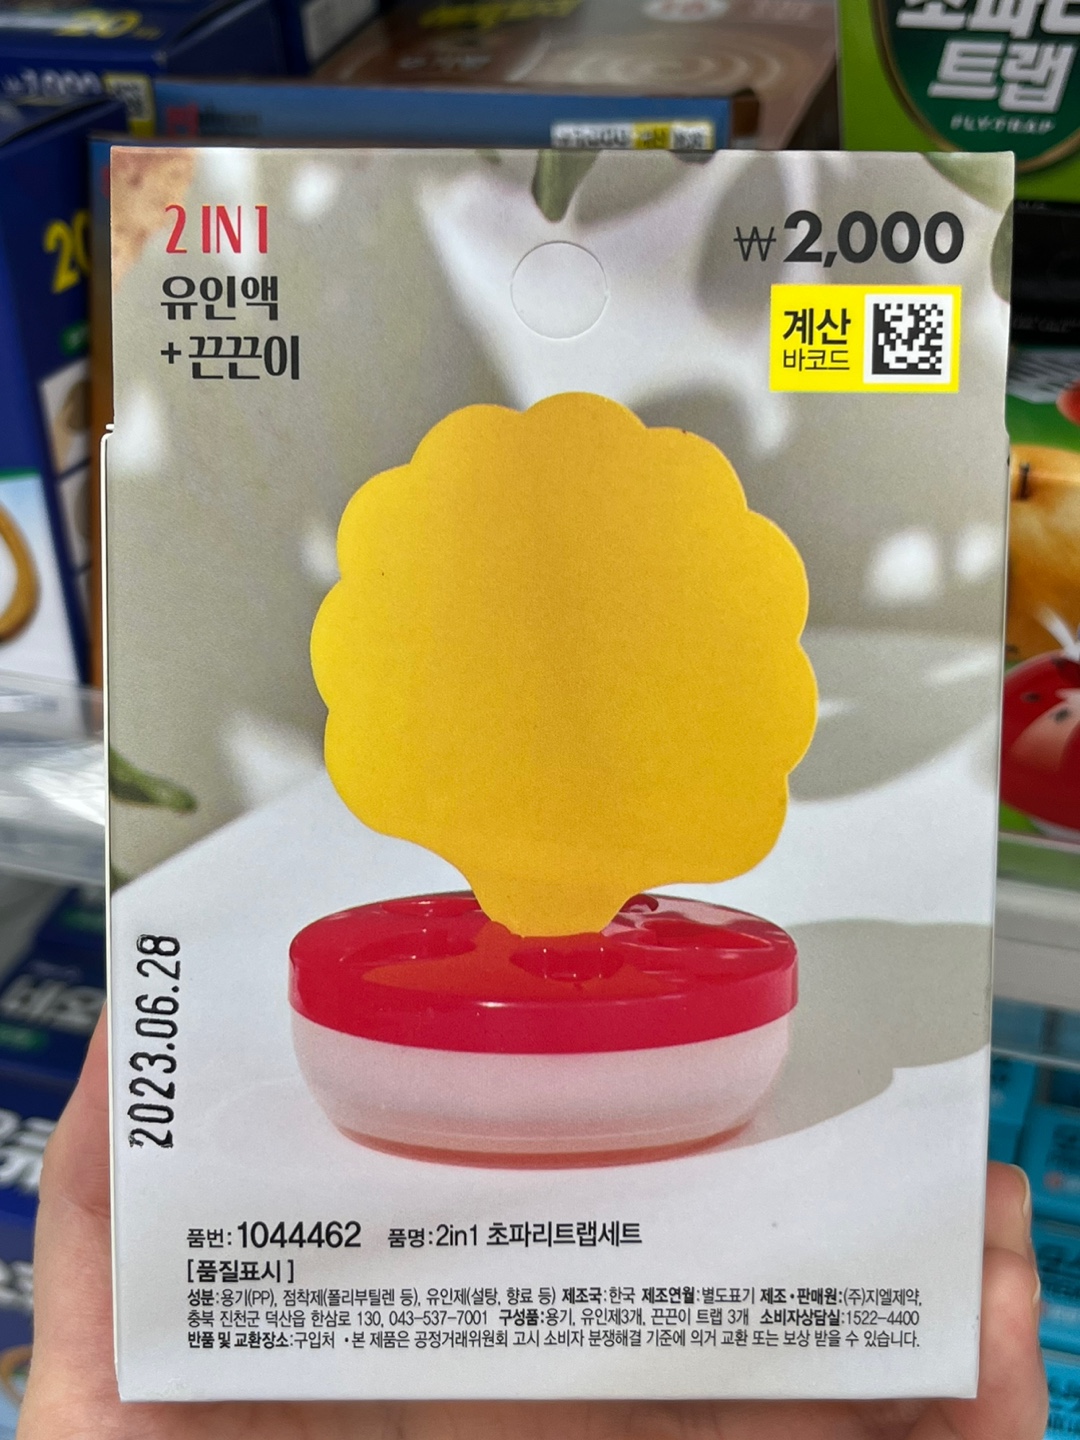 초파리
트랩
FLY-TRAP
2 IN 1
유인액
+끈끈이
₩2,000
계산
바코드
2023.06.28
품번:1044462 품명:2in1 초파리트랩세트
[품질표시]
성분:용기(PP), 점착제(폴리부틸렌 등), 유인제(설탕, 향료 등) 제조국:한국 제조연월:별도표기 제조·판매원:(주)지엘제약,
충북 진천군 덕산읍 한삼로 130, 043-537-7001 구성품:용기, 유인제3개, 끈끈이 트랩 3개 소비자상담실:1522-4400
반품 및 교환장소:구입처 •본 제품은 공정거래위원회 고시 소비자 분쟁해결 기준에 의거 교환 또는 보상 받을 수 있습니다.